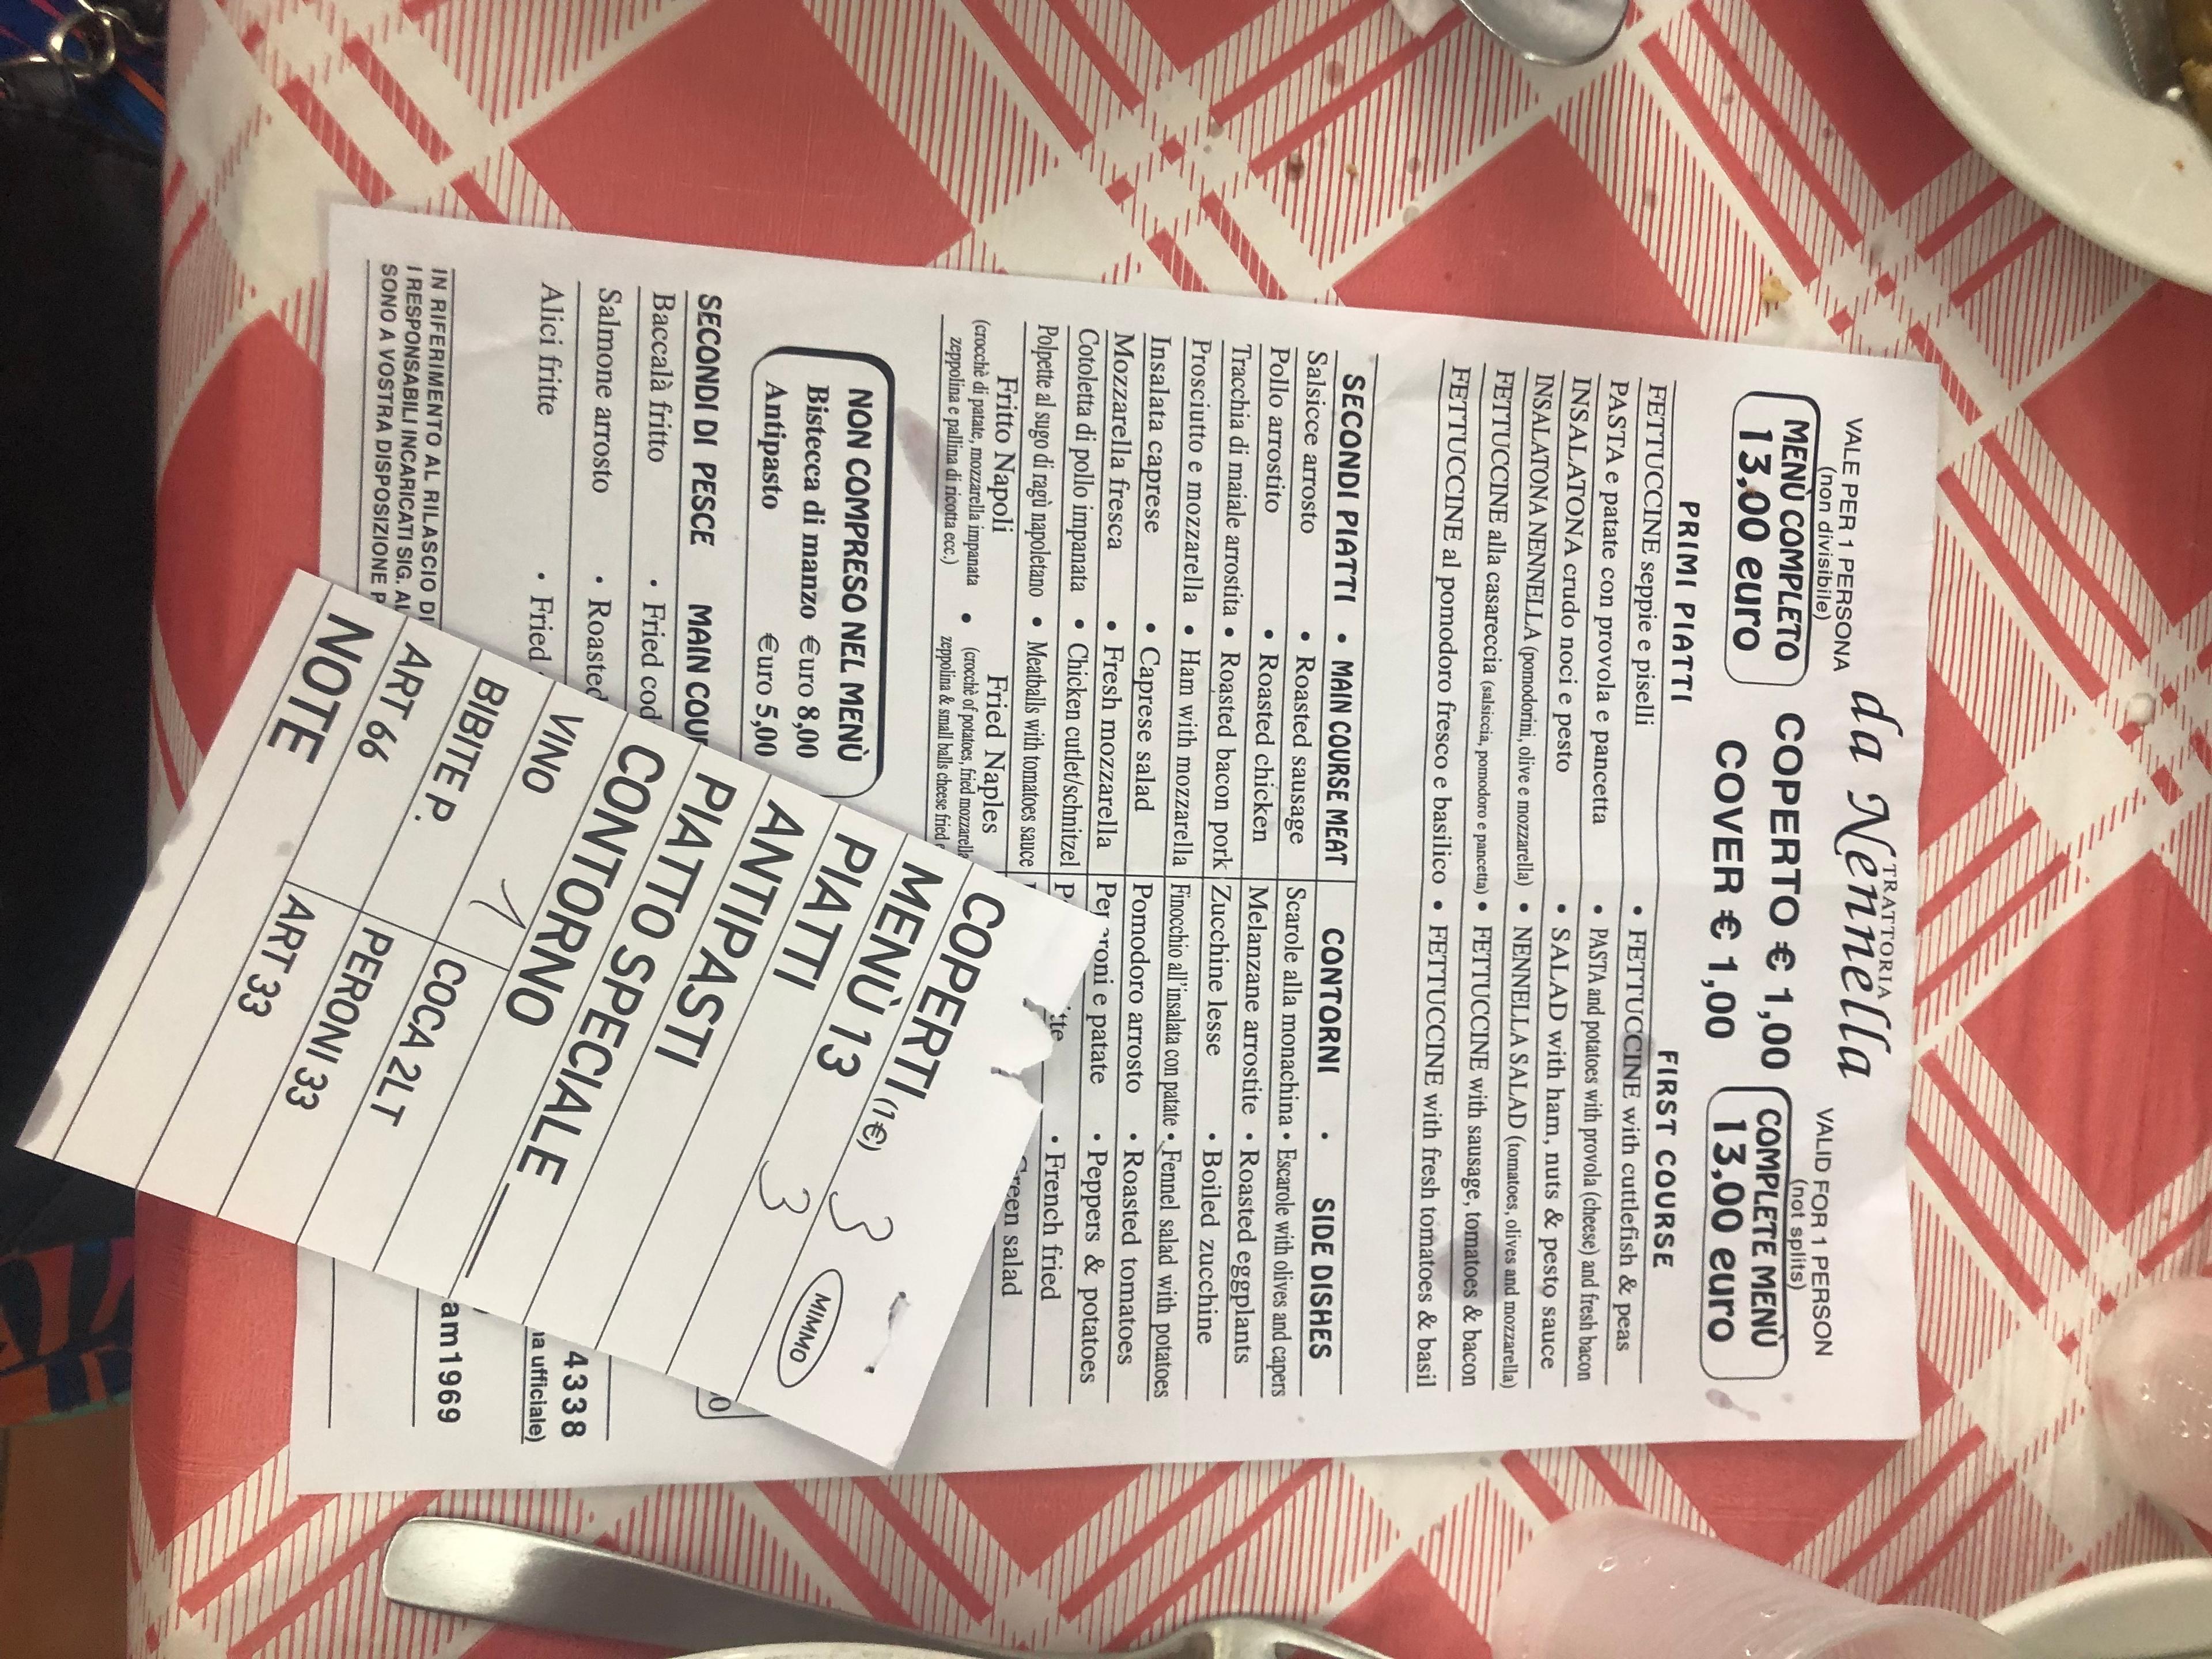 TRATTORIA
da Nennella
VALE PER 1 PERSONA
(non divisibile)
MENÙ COMPLETO
13,00 euro
COPERTO € 1,00
COVER € 1,00
VALID FOR 1 PERSON
(not splits)
COMPLETE MENÙ
13,00 euro
PRIMI PIATTI FIRST COURSE
FETTUCCINE seppie e piselli • FETTUCCINE with cuttlefish & peas
PASTA e patate con provola e pancetta • PASTA and potatoes with provola (cheese) and fresh bacon
INSALATONA crudo noci e pesto • SALAD with ham, nuts & pesto sauce
INSALATONA NENNELLA (pomodorini, olive e mozzarella) • NENNELLA SALAD (tomatoes, olives and mozzarella)
FETTUCCINE alla casareccia (salsiccia, pomodoro e pancetta) • FETTUCCINE with sausage, tomatoes & bacon
FETTUCCINE al pomodoro fresco e basilico • FETTUCCINE with fresh tomatoes & basil
SECONDI PIATTI • MAIN COURSE MEAT CONTORNI • SIDE DISHES
Salsicce arrosto • Roasted sausage Scarole alla monachina • Escarole with olives and capers
Pollo arrostito • Roasted chicken Melanzane arrostite • Roasted eggplants
Tracchia di maiale arrostita • Roasted bacon pork Zucchine lesse • Boiled zucchine
Prosciutto e mozzarella • Ham with mozzarella Finocchio all'insalata con patate • Fennel salad with potatoes
Insalata caprese • Caprese salad Pomodoro arrosto • Roasted tomatoes
Mozzarella fresca • Fresh mozzarella Peperoni e patate • Peppers & potatoes
Cotoletta di pollo impanata • Chicken cutlet/schnitzel • French fried
Polpette al sugo di ragù napoletano • Meatballs with tomatoes sauce Green salad
Fritto Napoli • Fried Naples
(crocchè di patate, mozzarella impanata (crocchè of potatoes, fried mozzarella
zeppolina e pallina di ricotta ecc.) zeppolina & small balls cheese fried
NON COMPRESO NEL MENÙ
Bistecca di manzo €uro 8,00
Antipasto €uro 5,00
SECONDI DI PESCE MAIN COUR
Baccalà fritto • Fried cod
Salmone arrosto • Roasted
Alici fritte • Fried
4338
na ufficiale)
am1969
IN RIFERIMENTO AL RILASCIO DI
I RESPONSABILI INCARICATI SIG. AL
SONO A VOSTRA DISPOSIZIONE P
COPERTI (1€) 3
MENÙ 13 3 MIMMO
PIATTI
ANTIPASTI
PIATTO SPECIALE
CONTORNO
VINO 1
BIBITE P. COCA 2LT
ART 66 PERONI 33
NOTE ART 33